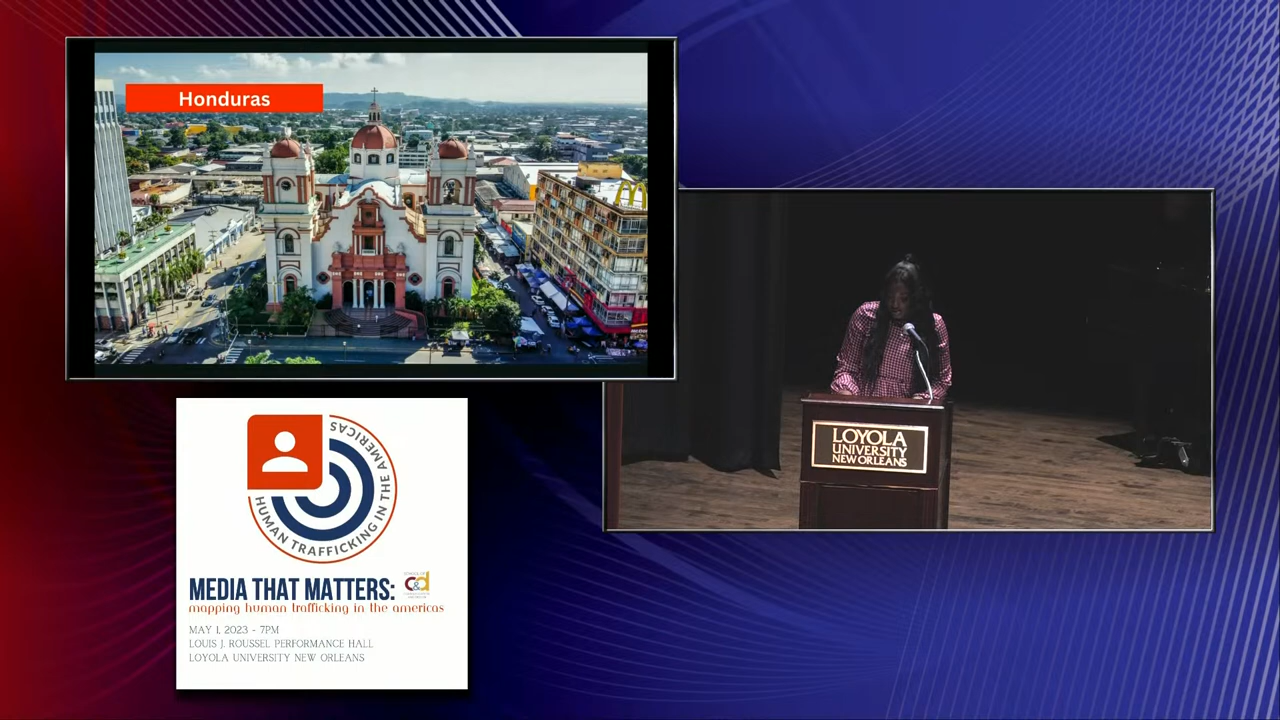 Honduras
LOYOLA
UNIVERSITY
NEW ORLEANS
HUMAN TRAFFICKING IN THE AMERICAS
MEDIA THAT MATTERS:
c&d
mapping human trafficking in the americas
MAY 1, 2023 - 7PM
LOUIS J. ROUSSEL PERFORMANCE HALL
LOYOLA UNIVERSITY NEW ORLEANS